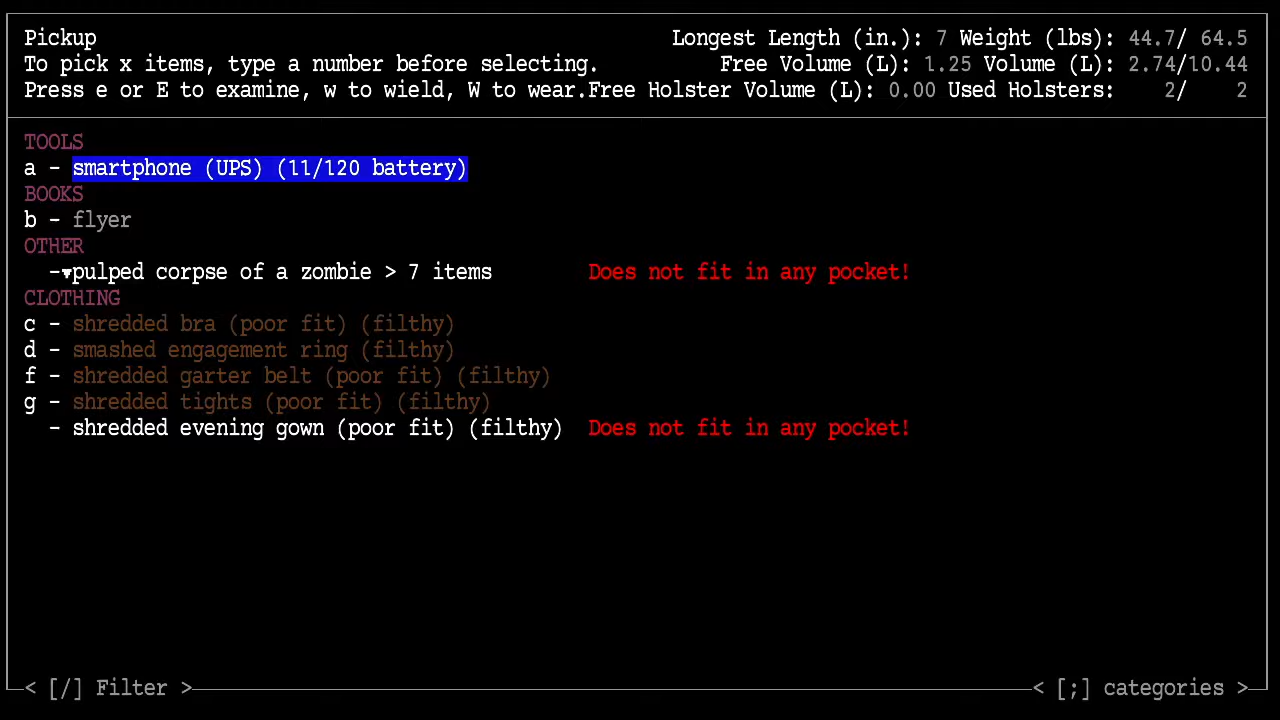 Pickup Longest Length (in.): 7 Weight (lbs): 44.7/ 64.5
To pick x items, type a number before selecting. Free Volume (L): 1.25 Volume (L): 2.74/10.44
Press e or E to examine, w to wield, W to wear.Free Holster Volume (L): 0.00 Used Holsters: 2/ 2
TOOLS
a - smartphone (UPS) (11/120 battery)
BOOKS
b - flyer
OTHER
-▾pulped corpse of a zombie > 7 items Does not fit in any pocket!
CLOTHING
c - shredded bra (poor fit) (filthy)
d - smashed engagement ring (filthy)
f - shredded garter belt (poor fit) (filthy)
g - shredded tights (poor fit) (filthy)
- shredded evening gown (poor fit) (filthy) Does not fit in any pocket!
< [/] Filter > < [;] categories >